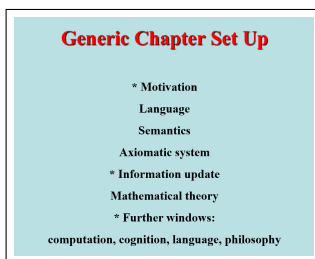 Generic Chapter Set Up
* Motivation
Language
Semantics
Axiomatic system
* Information update
Mathematical theory
* Further windows:
computation, cognition, language, philosophy